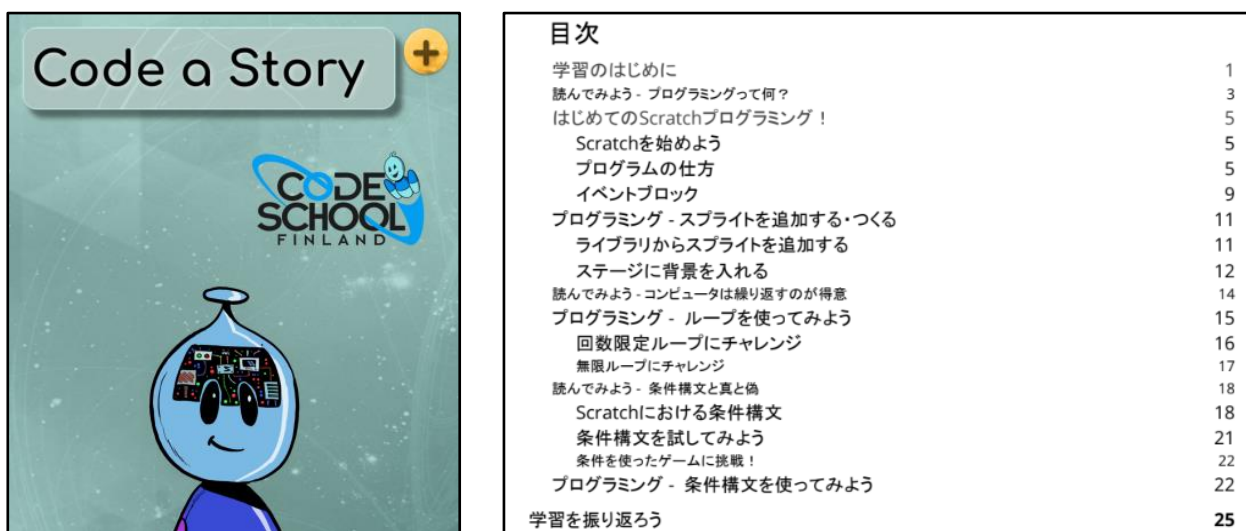 Code a Story
CODE
SCHOOL
FINLAND
目次
学習のはじめに 1
読んでみよう - プログラミングって何？ 3
はじめてのScratchプログラミング！ 5
Scratchを始めよう 5
プログラムの仕方 5
イベントブロック 9
プログラミング - スプライトを追加する・つくる 11
ライブラリからスプライトを追加する 11
ステージに背景を入れる 12
読んでみよう - コンピュータは繰り返すのが得意 14
プログラミング - ループを使ってみよう 15
回数限定ループにチャレンジ 16
無限ループにチャレンジ 17
読んでみよう - 条件構文と真と偽 18
Scratchにおける条件構文 18
条件構文を試してみよう 21
条件を使ったゲームに挑戦！ 22
プログラミング - 条件構文を使ってみよう 22
学習を振り返ろう 25